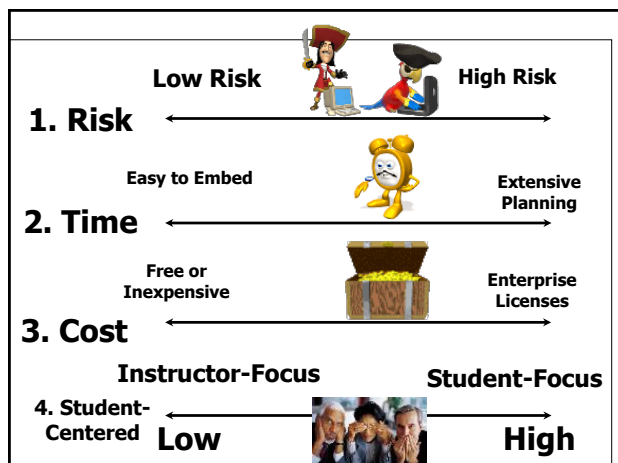 Low Risk
High Risk
1. Risk
Easy to Embed
Extensive
Planning
2. Time
Free or
Inexpensive
Enterprise
Licenses
3. Cost
Instructor-Focus
Student-Focus
4. Student-
Centered
Low
High